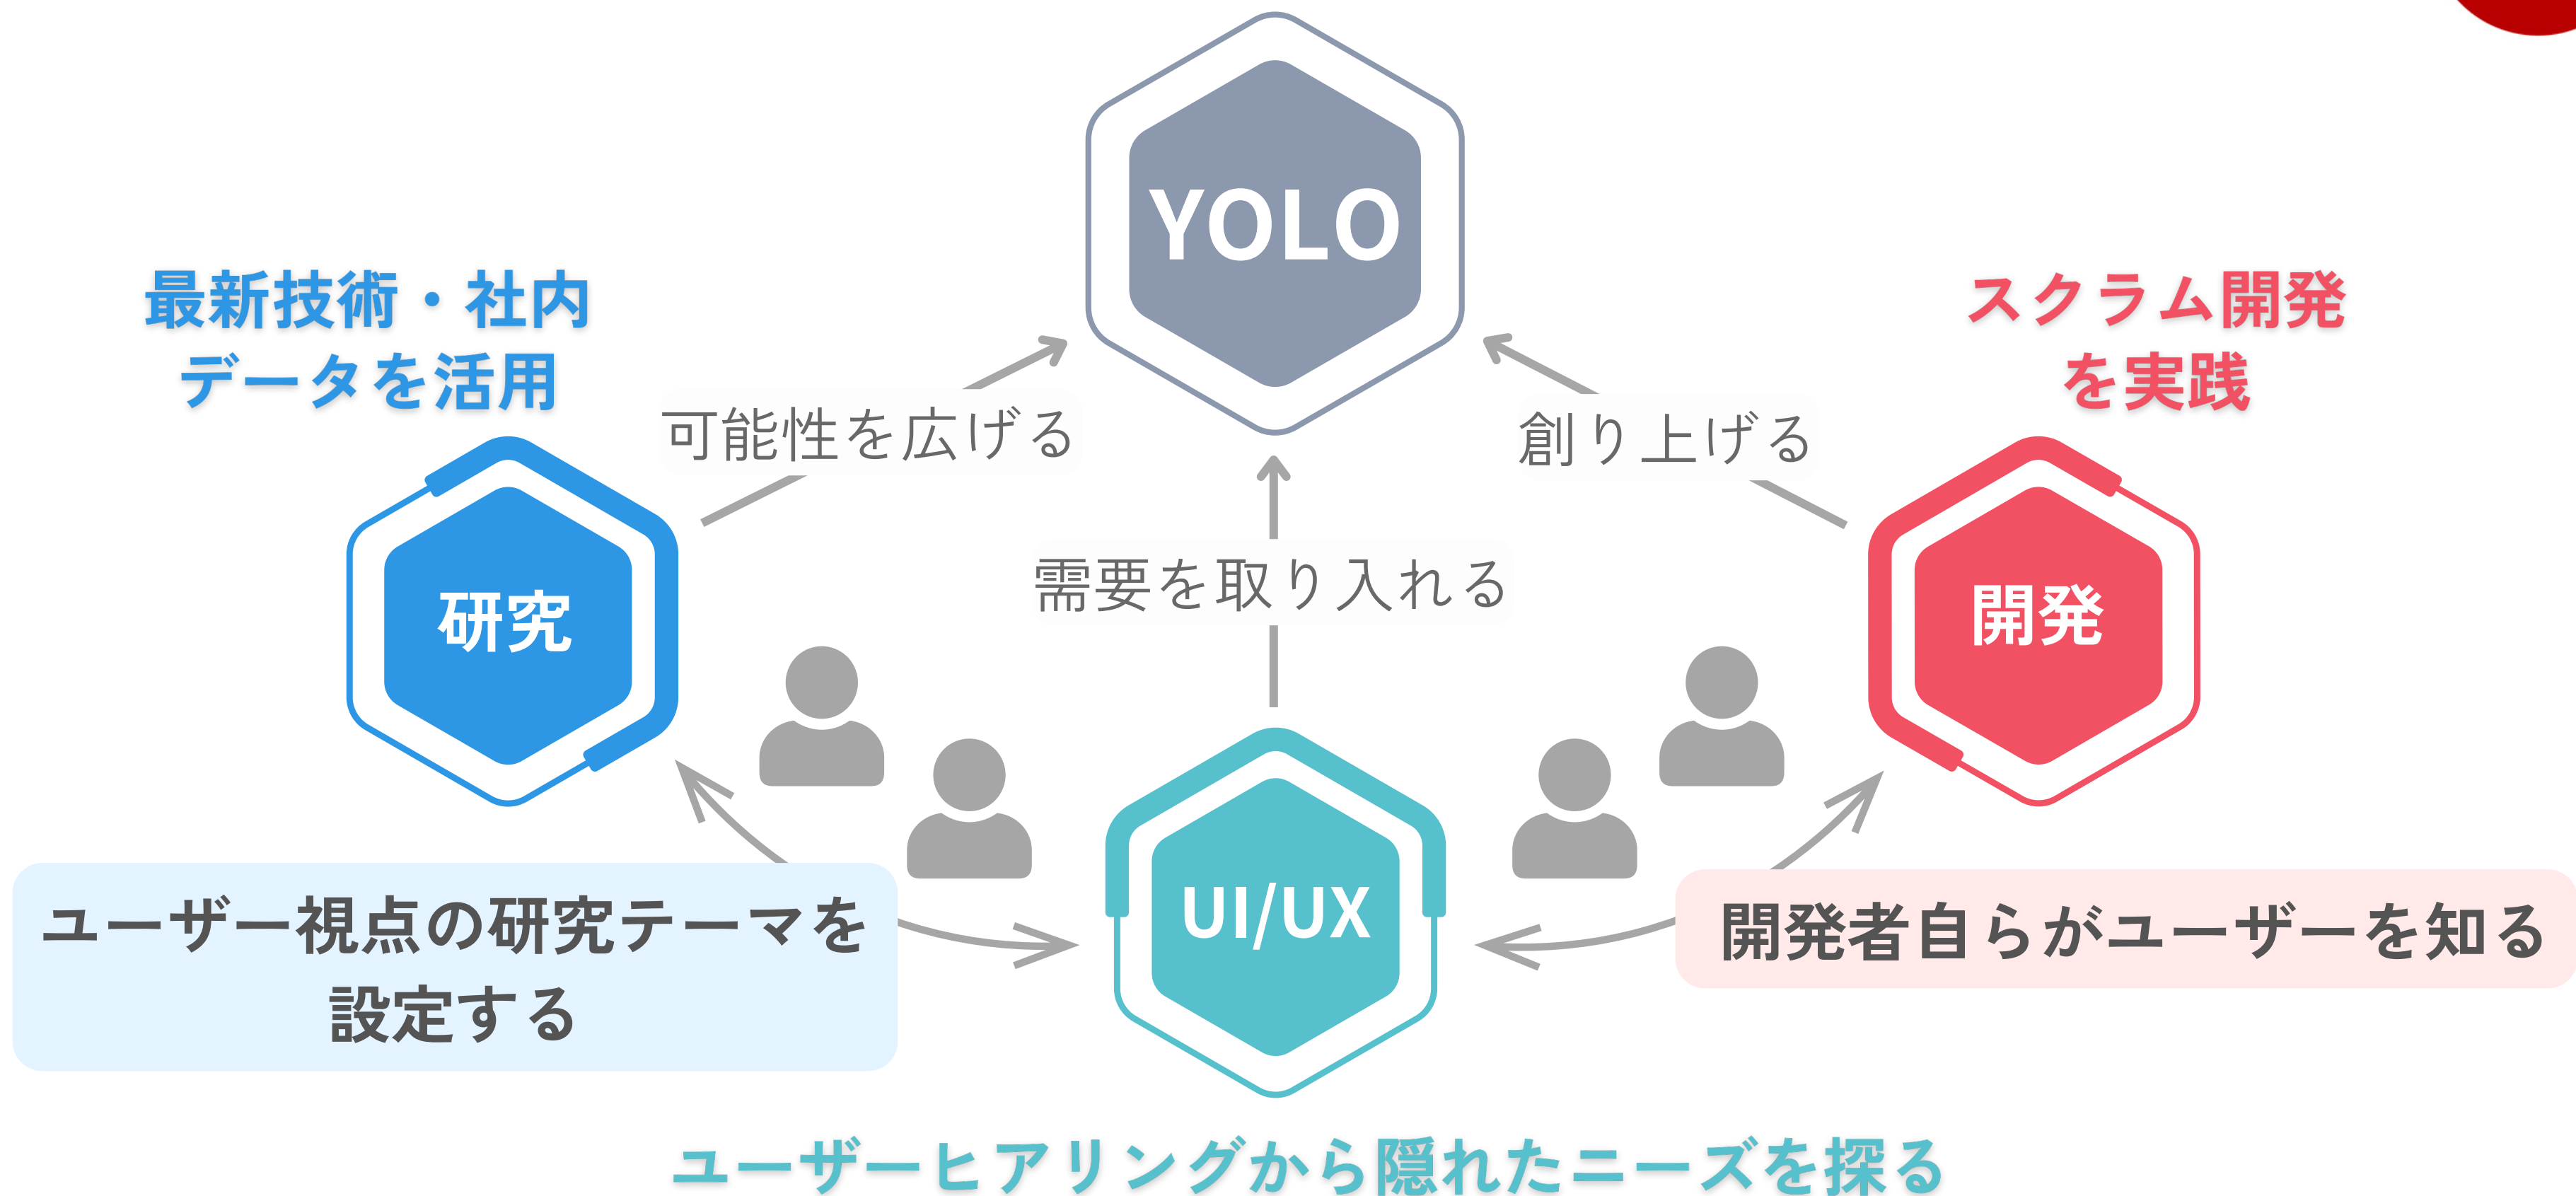 YOLO
最新技術・社内
データを活用
スクラム開発
を実践
可能性を広げる
創り上げる
需要を取り入れる
研究
開発
UI/UX
ユーザー視点の研究テーマを
設定する
開発者自らがユーザーを知る
ユーザーヒアリングから隠れたニーズを探る